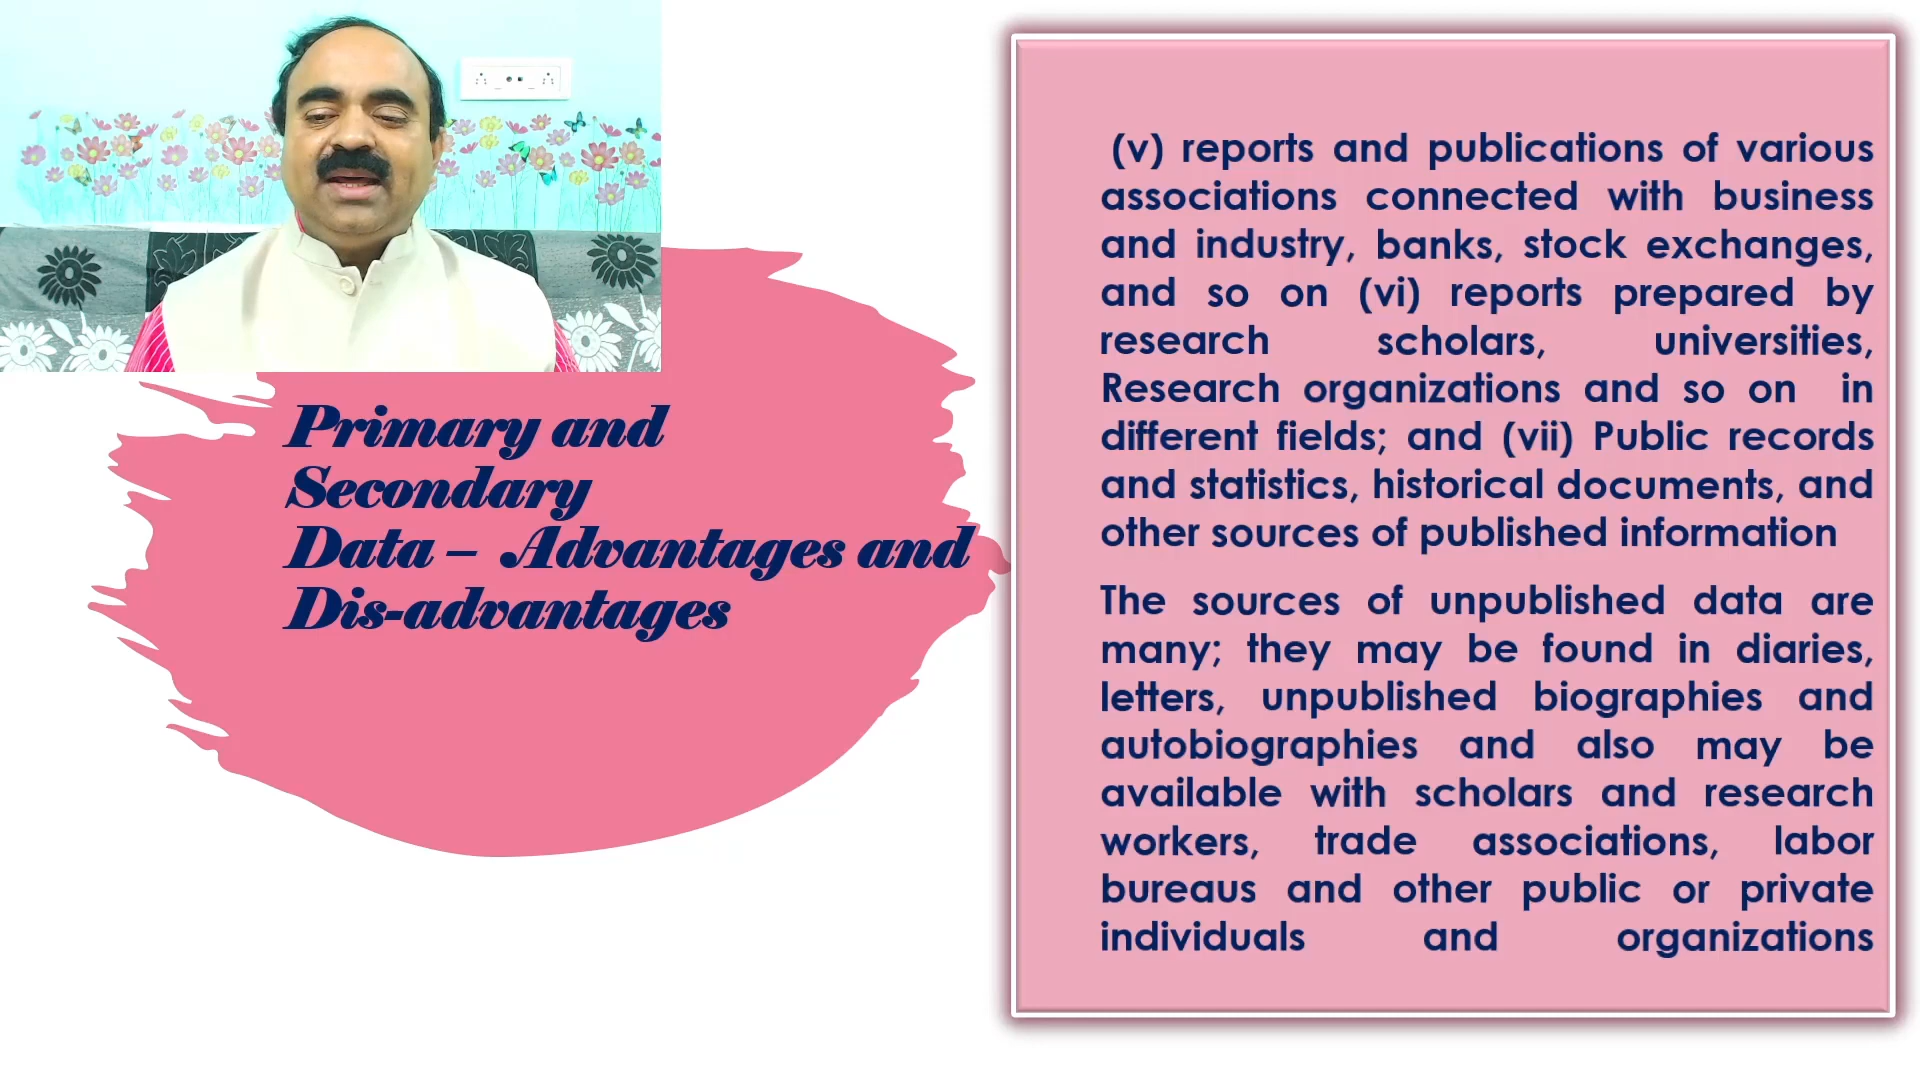 Primary and
Secondary
Data – Advantages and
Dis-advantages
(v) reports and publications of various
associations connected with business
and industry, banks, stock exchanges,
and so on (vi) reports prepared by
research scholars, universities,
Research organizations and so on in
different fields; and (vii) Public records
and statistics, historical documents, and
other sources of published information
The sources of unpublished data are
many; they may be found in diaries,
letters, unpublished biographies and
autobiographies and also may be
available with scholars and research
workers, trade associations, labor
bureaus and other public or private
individuals and organizations